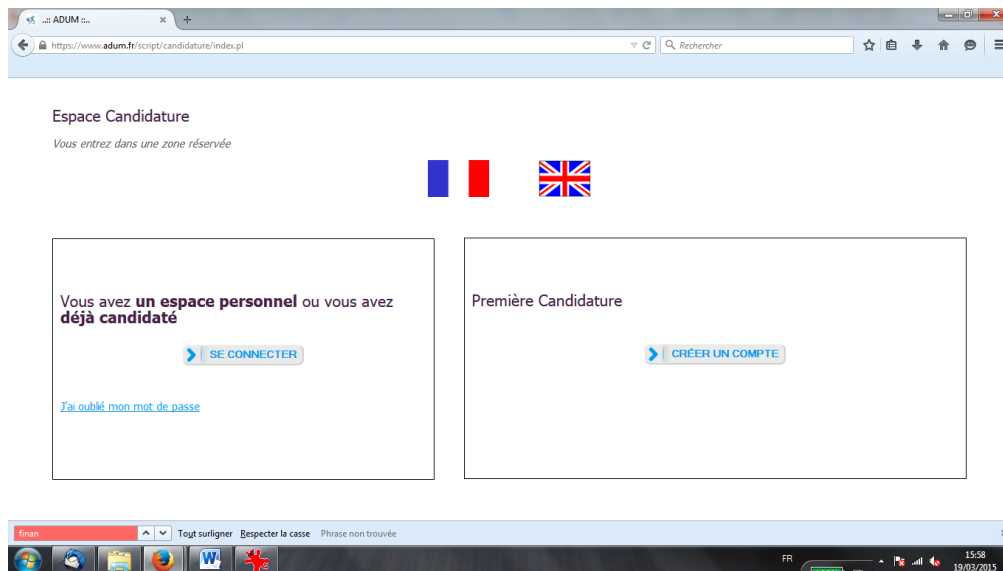 ..:: ADUM ::..
https://www.adum.fr/script/candidature/index.pl
Rechercher
Espace Candidature
Vous entrez dans une zone réservée
Vous avez un espace personnel ou vous avez
déjà candidaté
SE CONNECTER
J'ai oublié mon mot de passe
Première Candidature
CRÉER UN COMPTE
finan
Tout surligner Respecter la casse Phrase non trouvée
FR
15:58
19/03/2015